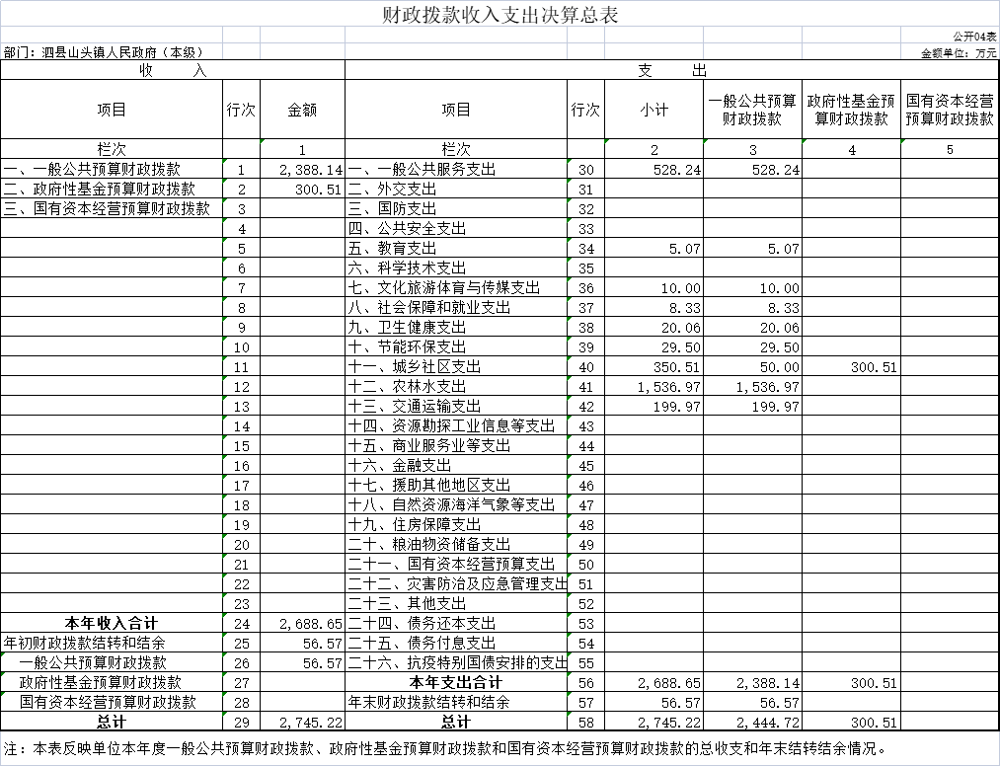 财政拨款收入支出决算总表
公开04表
部门：泗县山头镇人民政府（本级） 金额单位：万元
收 入 支 出
项目 行次 金额 项目 行次 小计 一般公共预算财政拨款 政府性基金预算财政拨款 国有资本经营预算财政拨款
栏次 1 栏次 2 3 4 5
一、一般公共预算财政拨款 1 2,388.14 一、一般公共服务支出 30 528.24 528.24
二、政府性基金预算财政拨款 2 300.51 二、外交支出 31
三、国有资本经营预算财政拨款 3 三、国防支出 32
4 四、公共安全支出 33
5 五、教育支出 34 5.07 5.07
6 六、科学技术支出 35
7 七、文化旅游体育与传媒支出 36 10.00 10.00
8 八、社会保障和就业支出 37 8.33 8.33
9 九、卫生健康支出 38 20.06 20.06
10 十、节能环保支出 39 29.50 29.50
11 十一、城乡社区支出 40 350.51 50.00 300.51
12 十二、农林水支出 41 1,536.97 1,536.97
13 十三、交通运输支出 42 199.97 199.97
14 十四、资源勘探工业信息等支出 43
15 十五、商业服务业等支出 44
16 十六、金融支出 45
17 十七、援助其他地区支出 46
18 十八、自然资源海洋气象等支出 47
19 十九、住房保障支出 48
20 二十、粮油物资储备支出 49
21 二十一、国有资本经营预算支出 50
22 二十二、灾害防治及应急管理支出 51
23 二十三、其他支出 52
本年收入合计 24 2,688.65 二十四、债务还本支出 53
年初财政拨款结转和结余 25 56.57 二十五、债务付息支出 54
一般公共预算财政拨款 26 56.57 二十六、抗疫特别国债安排的支出 55
政府性基金预算财政拨款 27 本年支出合计 56 2,688.65 2,388.14 300.51
国有资本经营预算财政拨款 28 年末财政拨款结转和结余 57 56.57 56.57
总计 29 2,745.22 总计 58 2,745.22 2,444.72 300.51
注：本表反映单位本年度一般公共预算财政拨款、政府性基金预算财政拨款和国有资本经营预算财政拨款的总收支和年末结转结余情况。